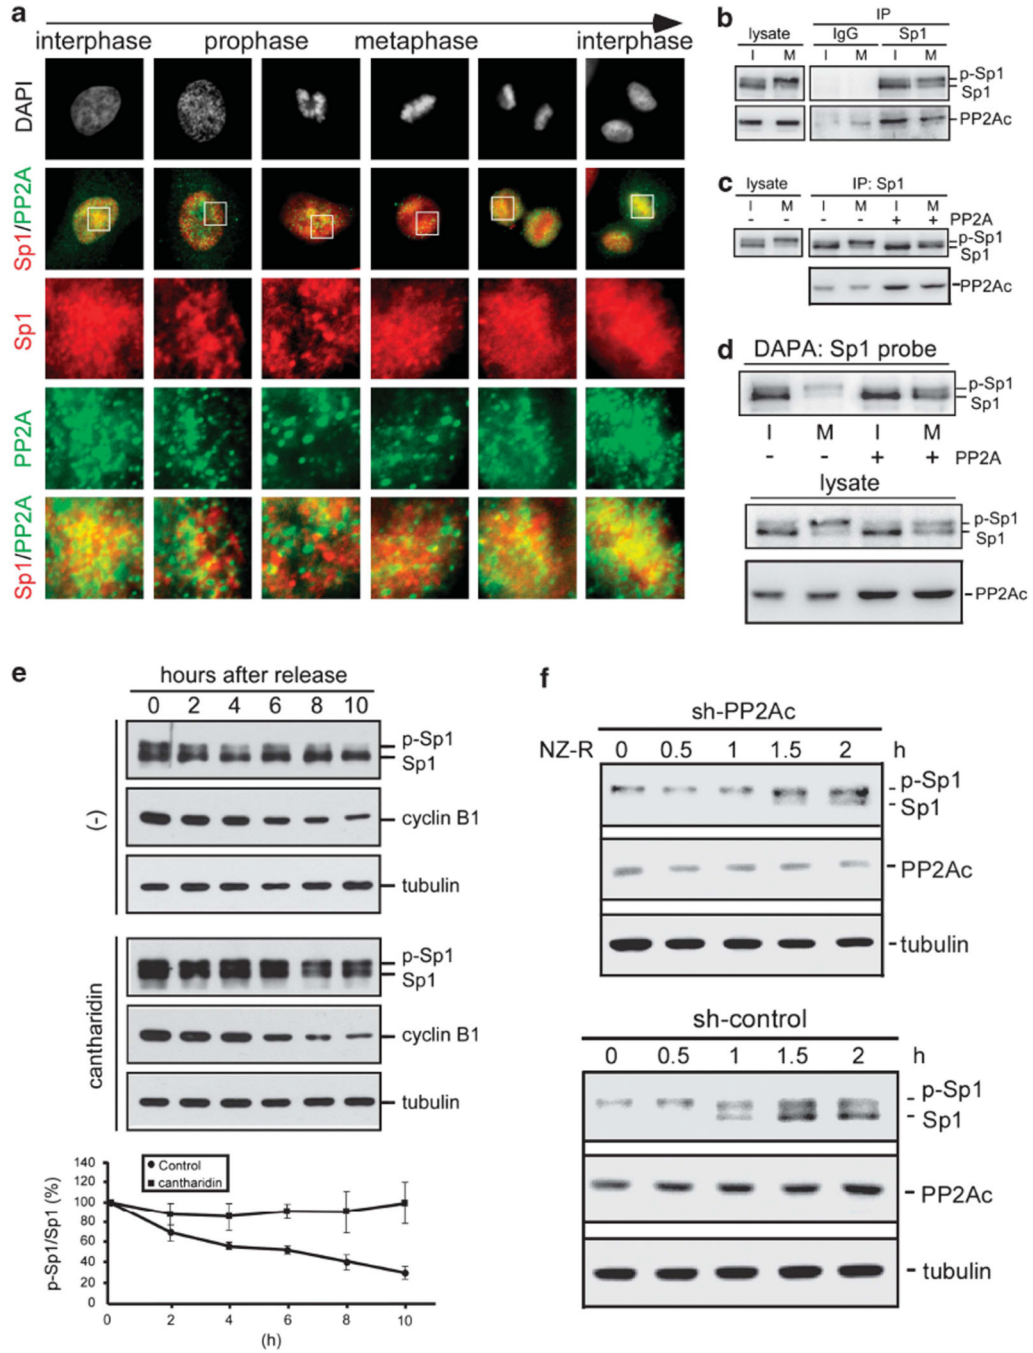 a
interphase prophase metaphase interphase
DAPI
Sp1/PP2A
Sp1
PP2A
Sp1/PP2A
b
IP
lysate IgG Sp1
I M I M I M
p-Sp1
Sp1
PP2Ac
c
lysate IP: Sp1
I M I M I M
- - - - + + PP2A
p-Sp1
Sp1
PP2Ac
d
DAPA: Sp1 probe
p-Sp1
Sp1
I M I M
- - + + PP2A
lysate
p-Sp1
Sp1
PP2Ac
e
hours after release
0 2 4 6 8 10
(-)
p-Sp1
Sp1
cyclin B1
tubulin
cantharidin
p-Sp1
Sp1
cyclin B1
tubulin
p-Sp1/Sp1 (%)
140
120
100
80
60
40
20
0
Control
cantharidin
0 2 4 6 8 10
(h)
f
sh-PP2Ac
NZ-R 0 0.5 1 1.5 2 h
p-Sp1
Sp1
PP2Ac
tubulin
sh-control
0 0.5 1 1.5 2 h
p-Sp1
Sp1
PP2Ac
tubulin